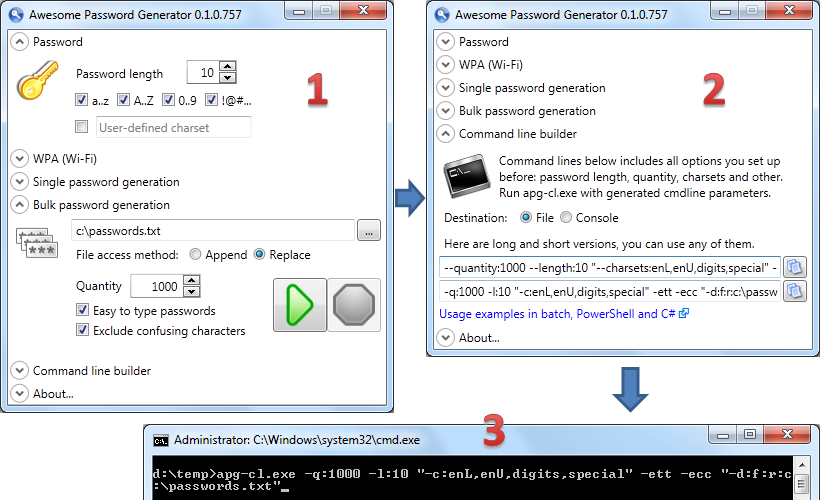 Awesome Password Generator 0.1.0.757
Password
Password length 10
a..z A..Z 0..9 !@#...
User-defined charset
1
WPA (Wi-Fi)
Single password generation
Bulk password generation
c:\passwords.txt ...
File access method: Append Replace
Quantity 1000
Easy to type passwords
Exclude confusing characters
Command line builder
About...
Awesome Password Generator 0.1.0.757
Password
WPA (Wi-Fi)
Single password generation
Bulk password generation
2
Command line builder
C:\_
Command lines below includes all options you set up
before: password length, quantity, charsets and other.
Run apg-cl.exe with generated cmdline parameters.
Destination: File Console
Here are long and short versions, you can use any of them.
--quantity:1000 --length:10 "--charsets:enL,enU,digits,special" -
-q:1000 -l:10 "-c:enL,enU,digits,special" -ett -ecc "-d:f:r:c:\passw
Usage examples in batch, PowerShell and C#
About...
3
Administrator: C:\Windows\system32\cmd.exe
d:\temp>apg-cl.exe -q:1000 -l:10 "-c:enL,enU,digits,special" -ett -ecc "-d:f:r:c
:\passwords.txt"_